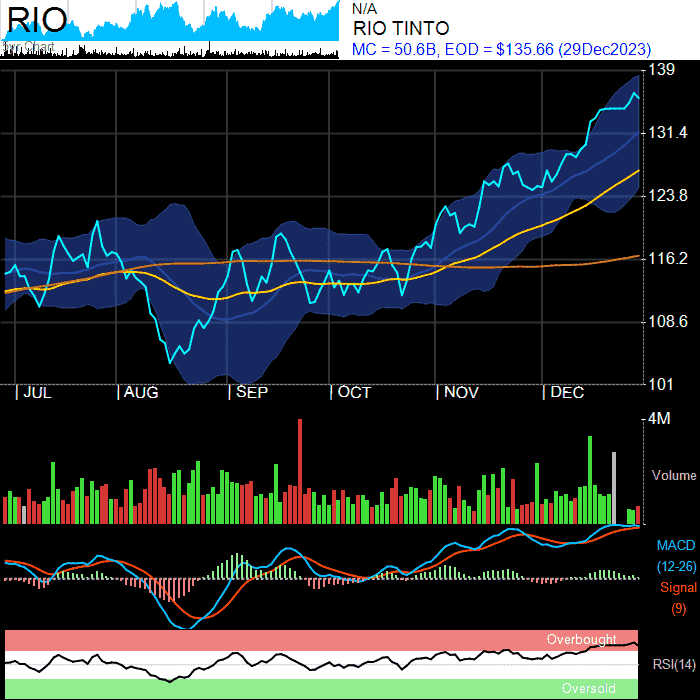 RIO
N/A
RIO TINTO
MC = 50.6B, EOD = $135.66 (29Dec2023)
139
131.4
123.8
116.2
108.6
101
JUL AUG SEP OCT NOV DEC
4M
Volume
MACD
(12-26)
Signal
(9)
Overbought
RSI(14)
Oversold